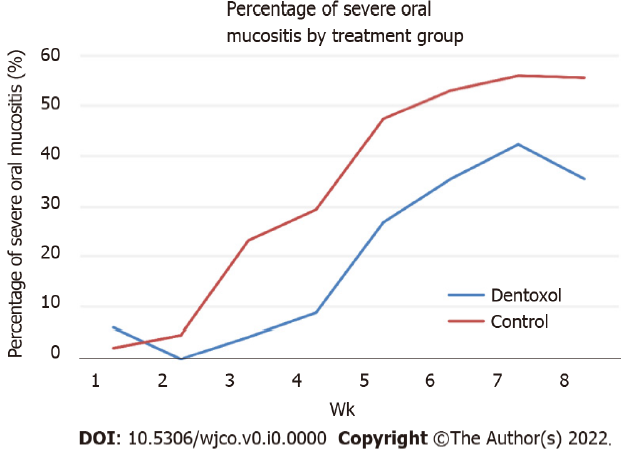 Percentage of severe oral
mucositis by treatment group
Percentage of severe oral mucositis (%)
60
50
40
30
20
10
0
Dentoxol
Control
1 2 3 4 5 6 7 8
Wk
DOI: 10.5306/wjco.v0.i0.0000 Copyright ©The Author(s) 2022.